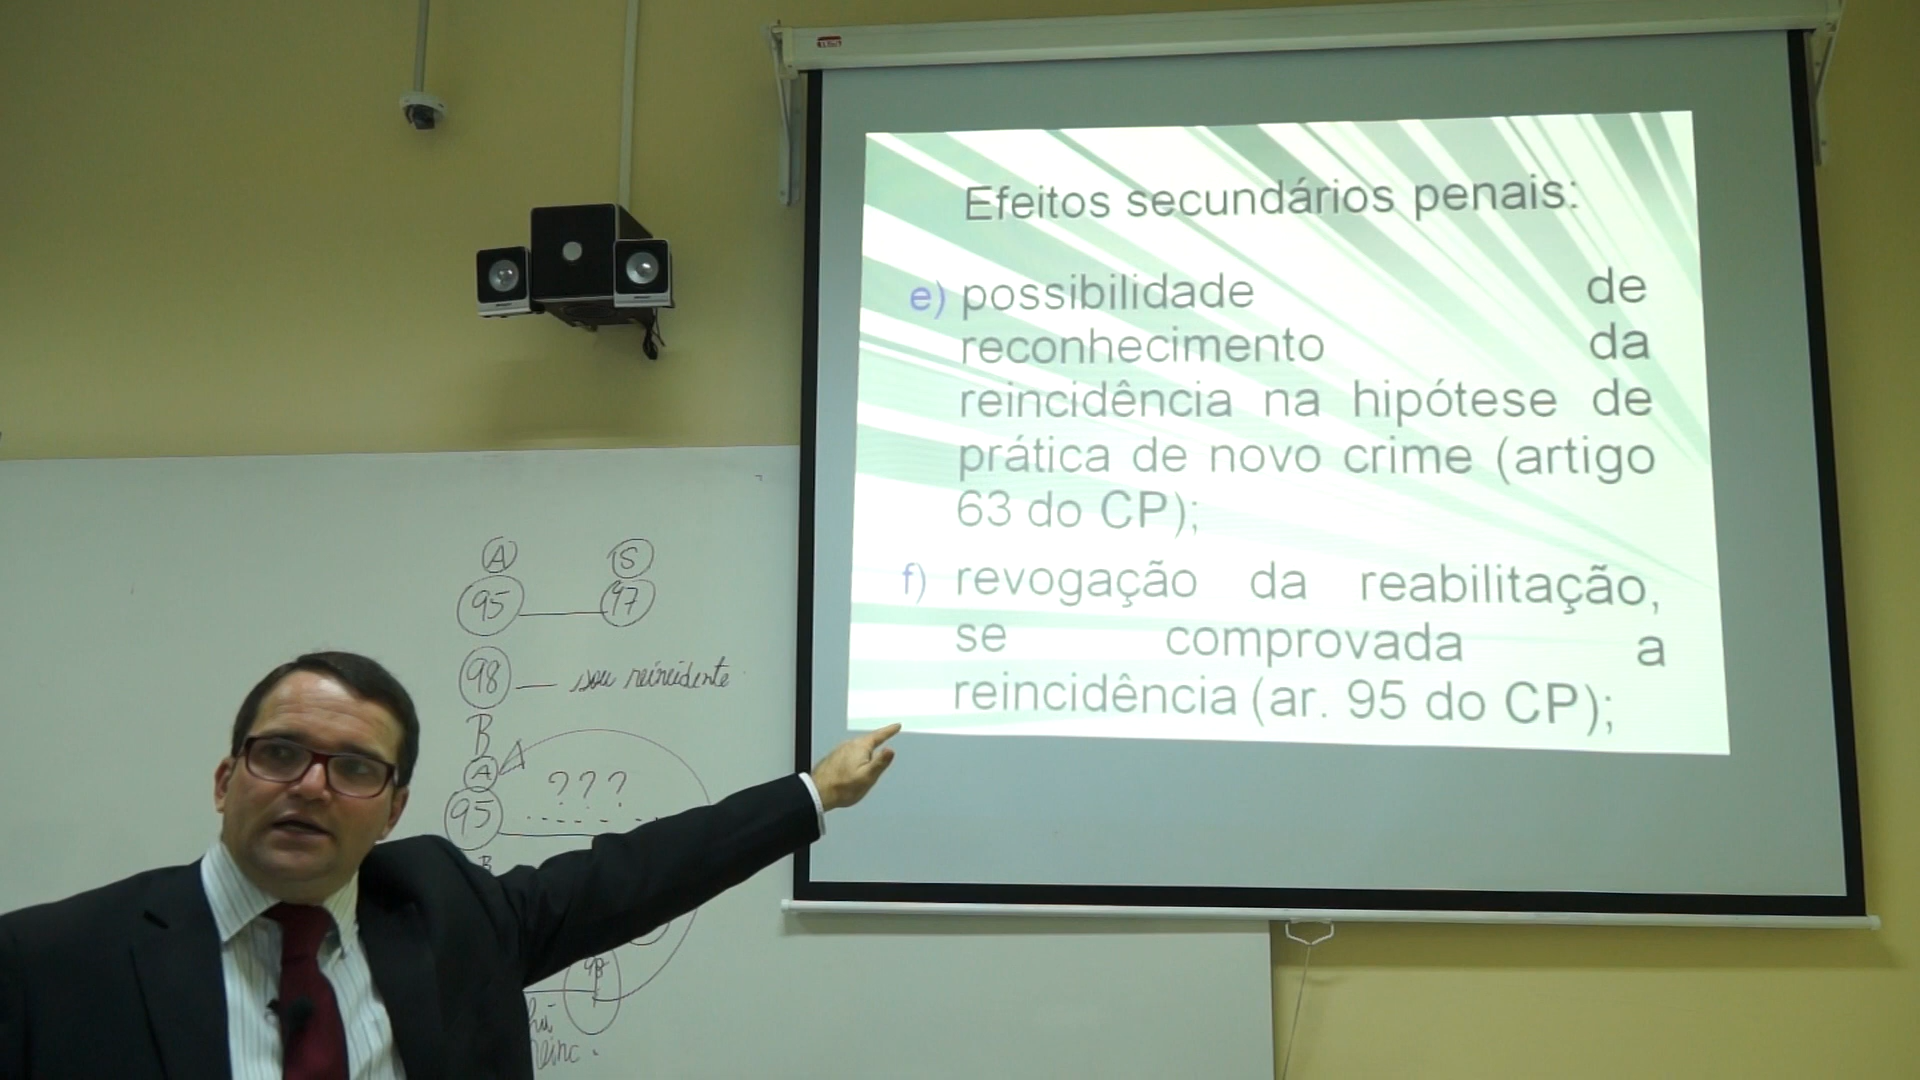 Efeitos secundários penais:
e) possibilidade de
reconhecimento da
reincidência na hipótese de
prática de novo crime (artigo
63 do CP);
f) revogação da reabilitação,
se comprovada a
reincidência (ar. 95 do CP);
A S
95 97
98 — sou reincidente
B
A
???
95
B